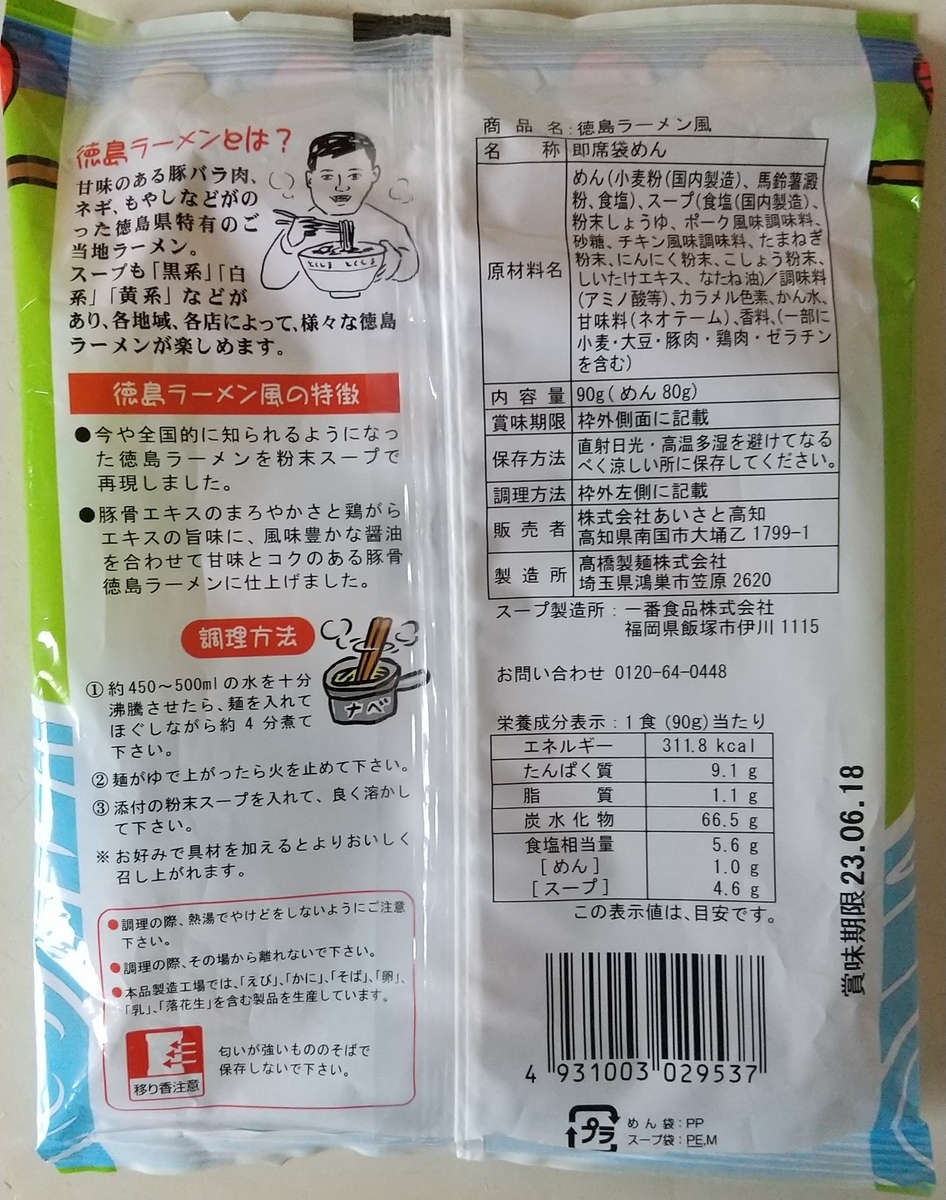 徳島ラーメンとは？
甘味のある豚バラ肉、
ネギ、もやしなどがの
った徳島県特有のご
当地ラーメン。
スープも「黒系」「白
系」「黄系」などが
あり、各地域、各店によって、様々な徳島
ラーメンが楽しめます。
とくしま とくしま
徳島ラーメン風の特徴
●今や全国的に知られるようになっ
た徳島ラーメンを粉末スープで
再現しました。
●豚骨エキスのまろやかさと鶏がら
エキスの旨味に、風味豊かな醤油
を合わせて甘味とコクのある豚骨
徳島ラーメンに仕上げました。
調理方法
ナベ
①約450～500mlの水を十分
沸騰させたら、麺を入れて
ほぐしながら約 4 分煮て
下さい。
②麺がゆで上がったら火を止めて下さい。
③添付の粉末スープを入れて、良く溶かし
て下さい。
※お好みで具材を加えるとよりおいしく
召し上がれます。
●調理の際、熱湯でやけどをしないようにご注意
下さい。
●調理の際、その場から離れないで下さい。
●本品製造工場では、「えび」、「かに」、「そば」、「卵」、
「乳」、「落花生」を含む製品を生産しています。
移り香注意
匂いが強いもののそばで
保存しないで下さい。
商品名：徳島ラーメン風
名称 即席袋めん
原材料名 めん（小麦粉（国内製造）、馬鈴薯澱
粉、食塩）、スープ（食塩（国内製造）、
粉末しょうゆ、ポーク風味調味料、
砂糖、チキン風味調味料、たまねぎ
粉末、にんにく粉末、こしょう粉末、
しいたけエキス、なたね油）／調味料
（アミノ酸等）、カラメル色素、かん水、
甘味料（ネオテーム）、香料、（一部に
小麦・大豆・豚肉・鶏肉・ゼラチン
を含む）
内容量 90g（めん 80g）
賞味期限 枠外側面に記載
保存方法 直射日光・高温多湿を避けてなる
べく涼しい所に保存してください。
調理方法 枠外左側に記載
販売者 株式会社あいさと高知
高知県南国市大埇乙 1799-1
製造所 髙橋製麺株式会社
埼玉県鴻巣市笠原 2620
スープ製造所：一番食品株式会社
福岡県飯塚市伊川 1115
お問い合わせ 0120-64-0448
栄養成分表示：1食（90g）当たり
エネルギー 311.8 kcal
たんぱく質 9.1 g
脂質 1.1 g
炭水化物 66.5 g
食塩相当量 5.6 g
［めん］ 1.0 g
［スープ］ 4.6 g
この表示値は、目安です。
賞味期限 23.06.18
4 931003 029537
プラ
めん袋：PP
スープ袋：PE,M